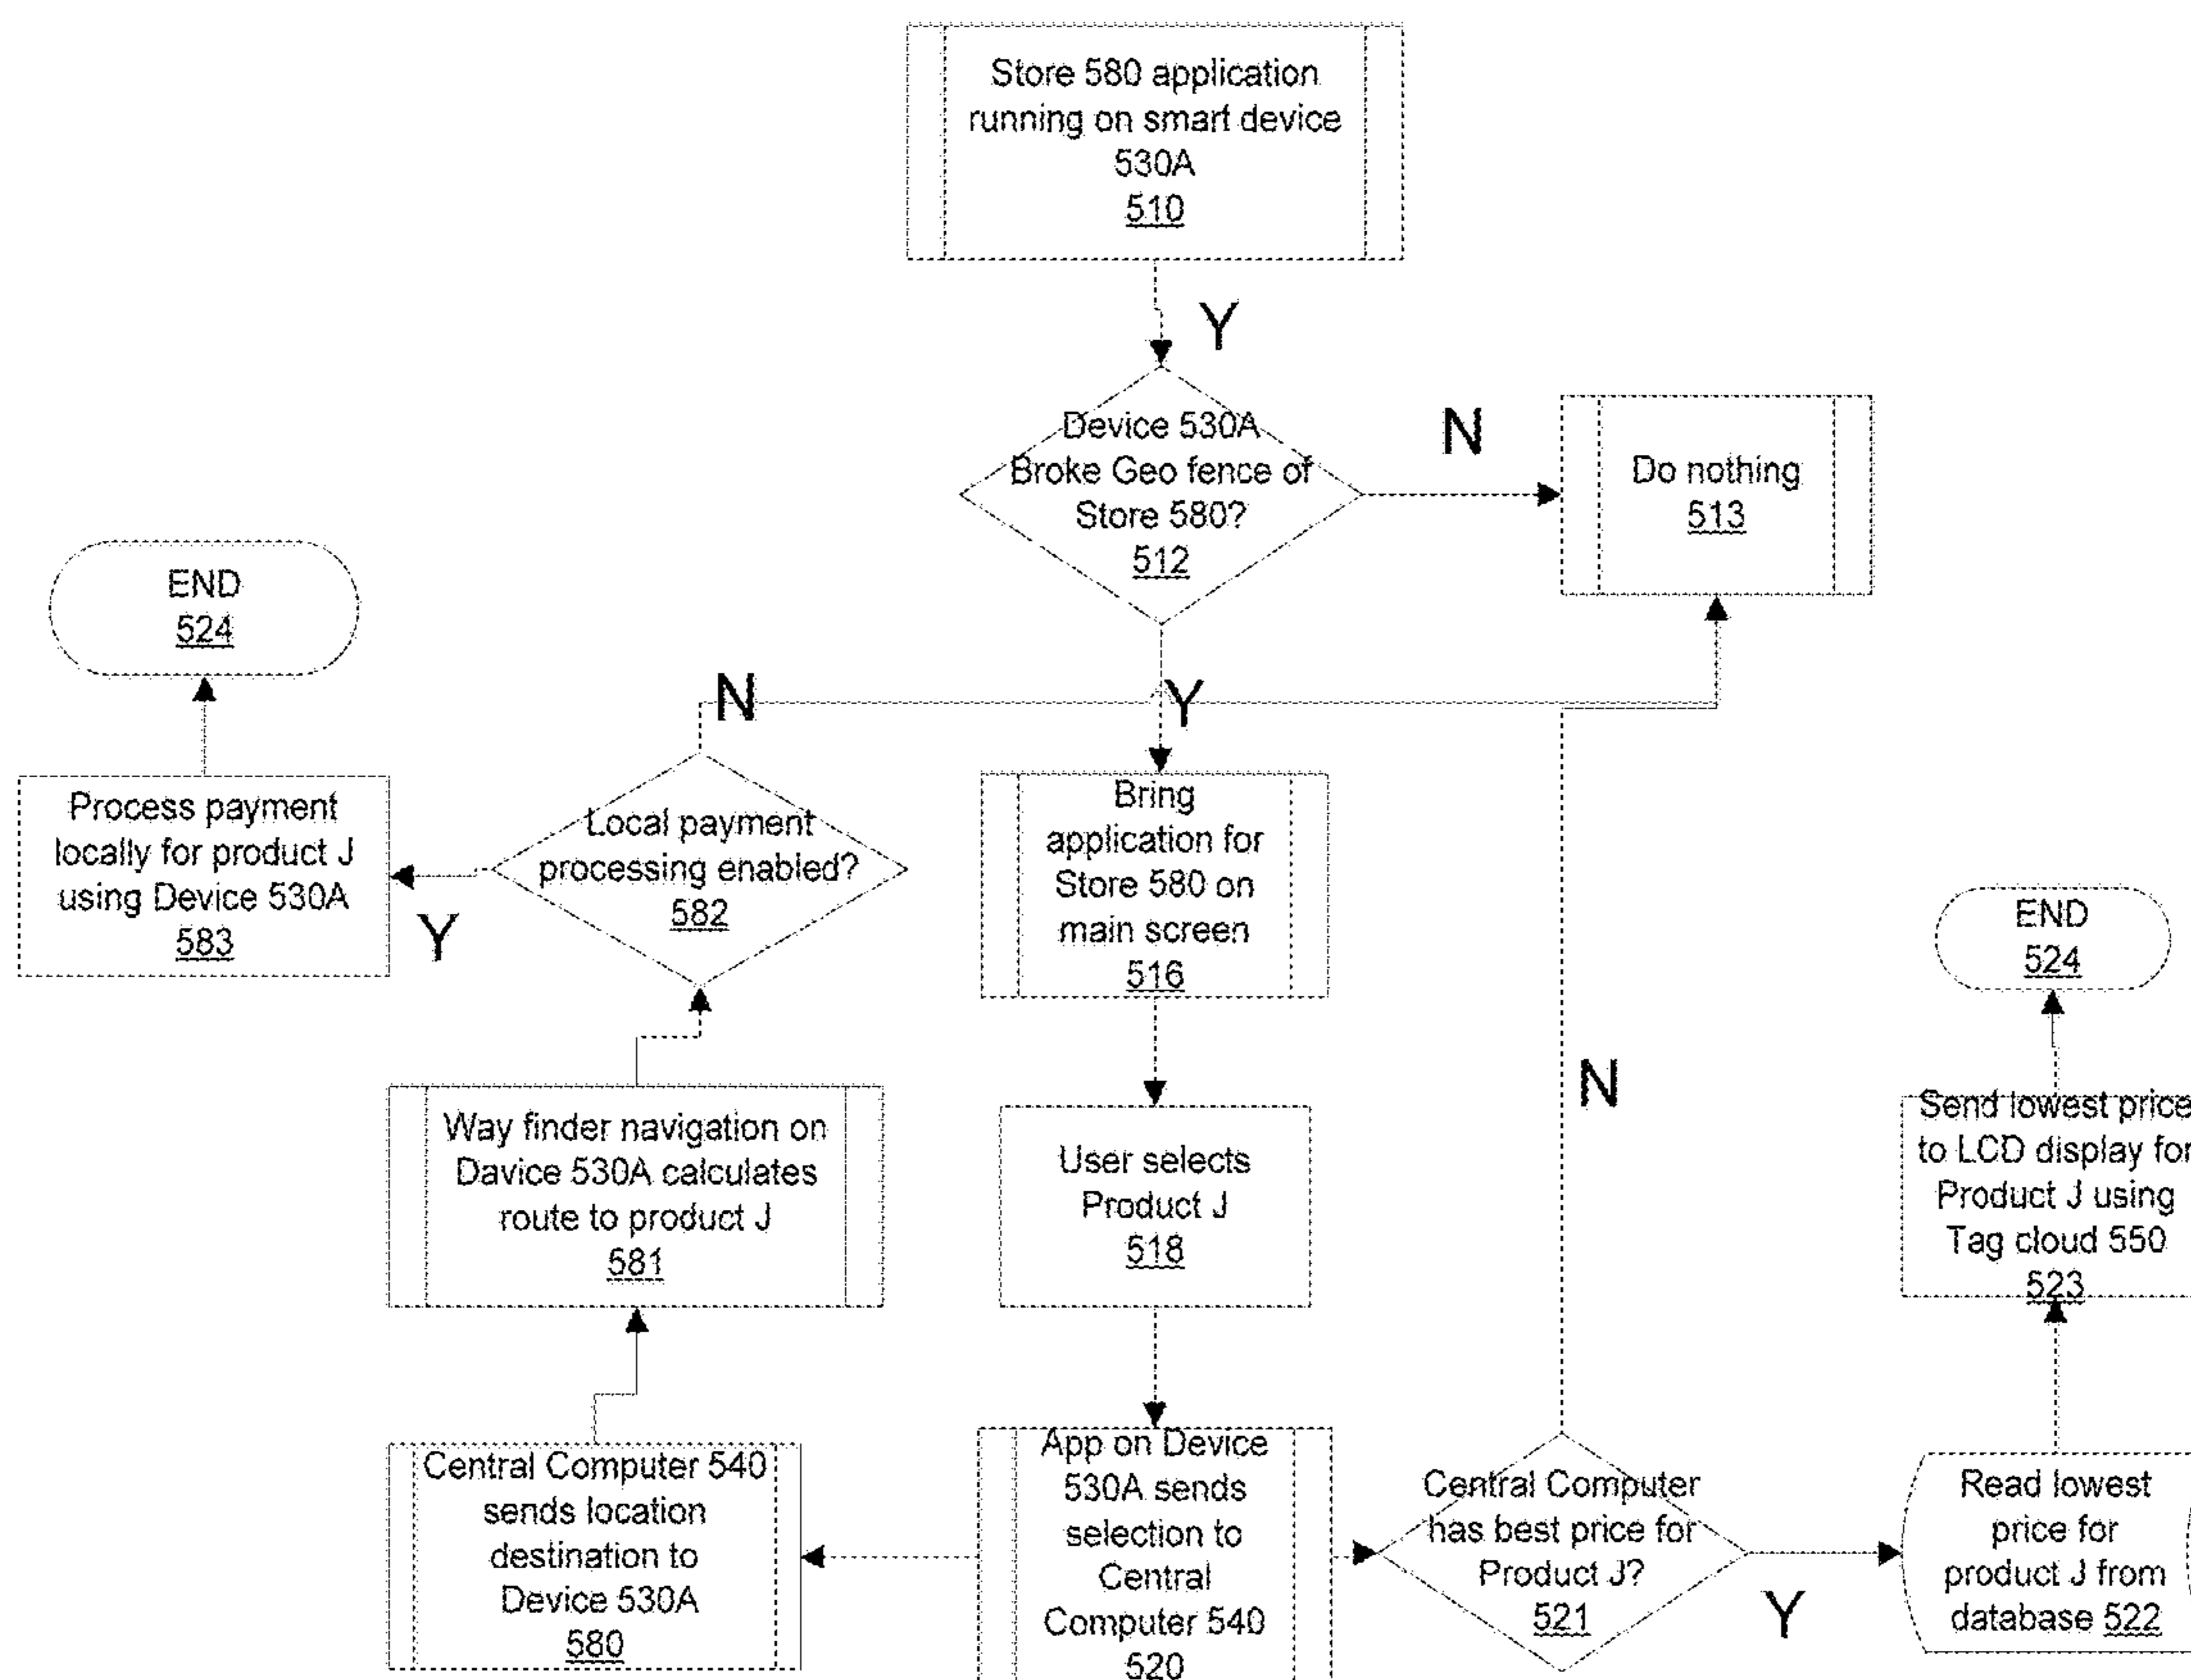 Store 580 application
running on smart device
530A
510
Y
Device 530A
Broke Geo fence of
Store 580?
512
N
Do nothing
513
END
524
N
Y
Process payment
locally for product J
using Device 530A
583
Y
Local payment
processing enabled?
582
Bring
application for
Store 580 on
main screen
516
END
524
N
Way finder navigation on
Davice 530A calculates
route to product J
581
User selects
Product J
518
Send lowest price
to LCD display for
Product J using
Tag cloud 550
523
Central Computer 540
sends location
destination to
Device 530A
580
App on Device
530A sends
selection to
Central
Computer 540
520
Central Computer
has best price for
Product J?
521
Y
Read lowest
price for
product J from
database 522